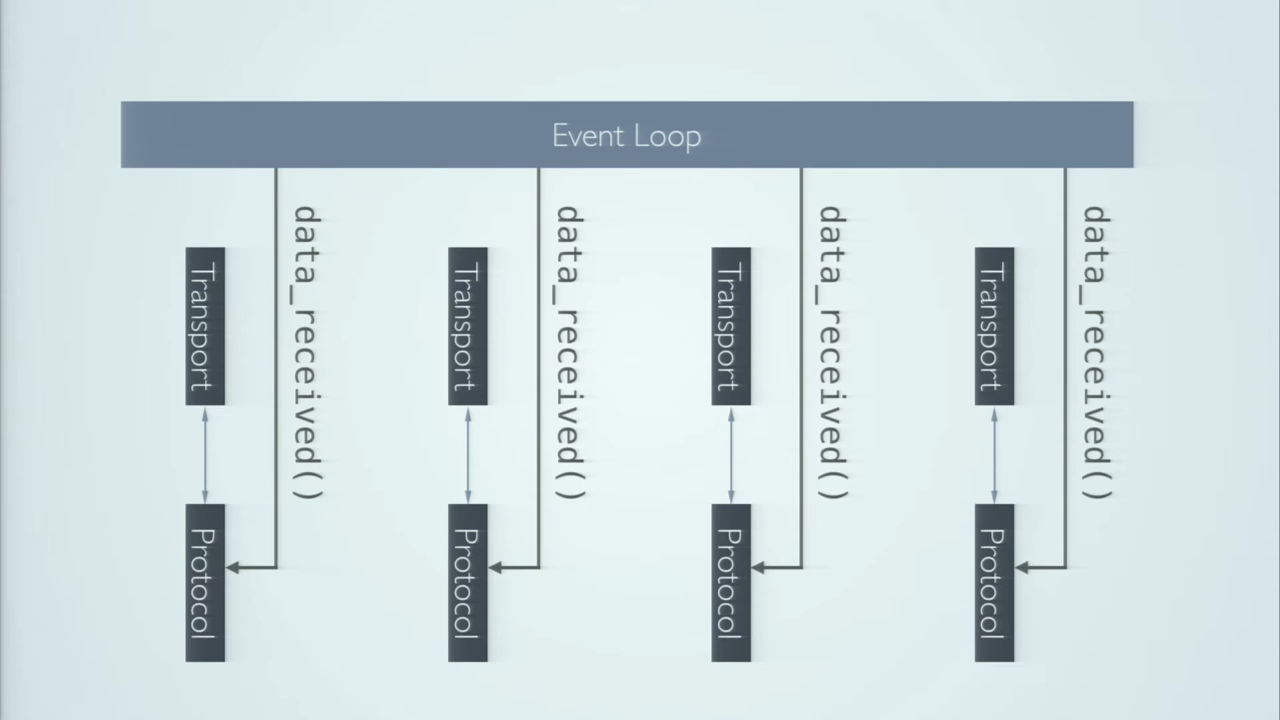 Event Loop
data_received()
Transport
Protocol
data_received()
Transport
Protocol
data_received()
Transport
Protocol
data_received()
Transport
Protocol